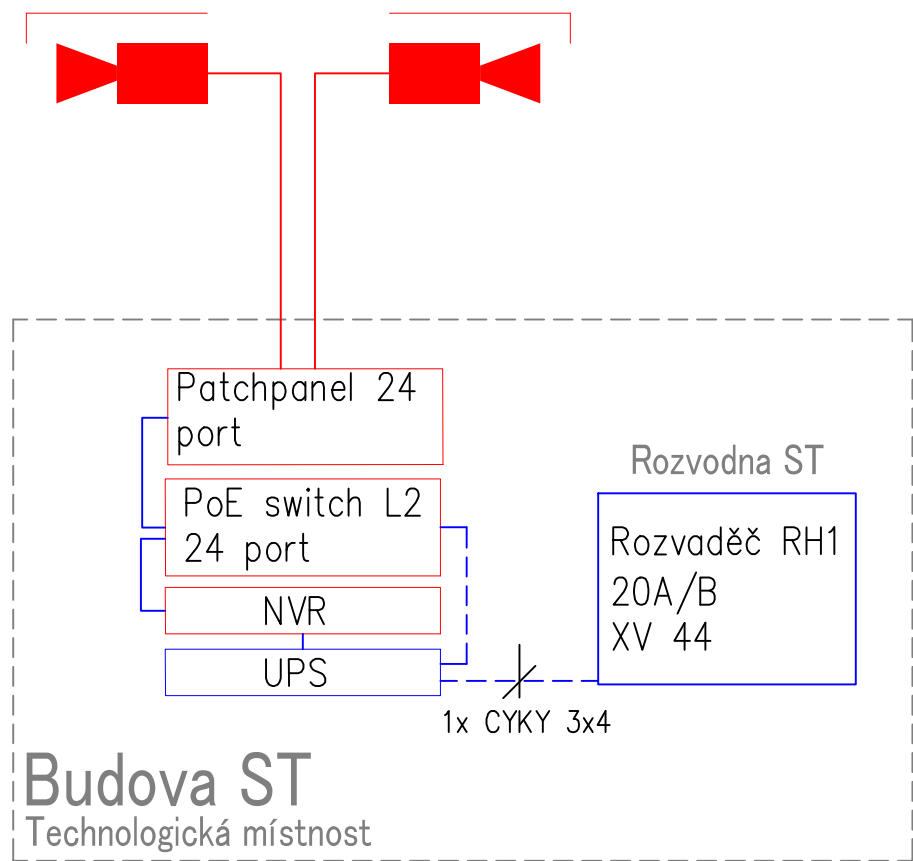 Patchpanel 24
port
Rozvodna ST
PoE switch L2
24 port
Rozvaděč RH1
20A/B
XV 44
NVR
UPS
1x CYKY 3x4
Budova ST
Technologická místnost